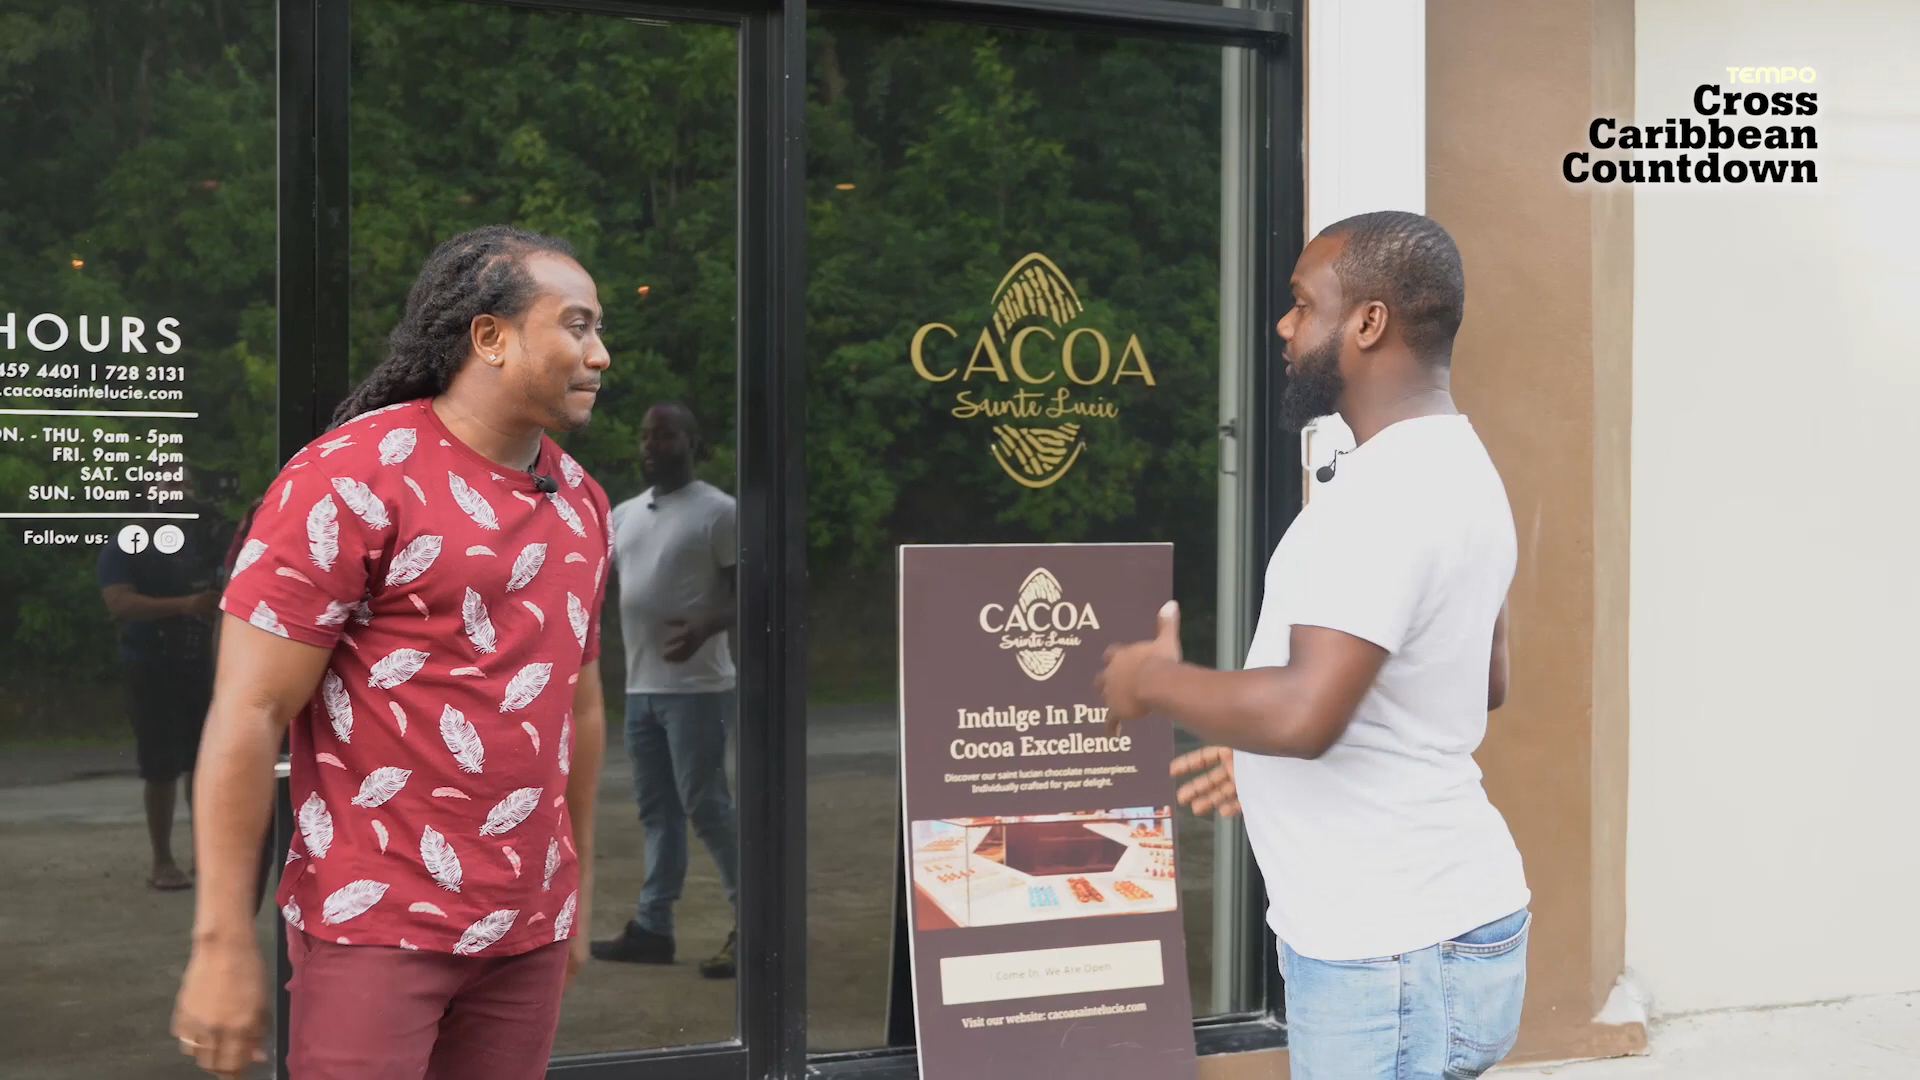 TEMPO
Cross
Caribbean
Countdown
HOURS
459 4401 | 728 3131
.cacoasaintelucie.com
N. - THU. 9am - 5pm
FRI. 9am - 4pm
SAT. Closed
SUN. 10am - 5pm
Follow us:
CACOA
Sainte Lucie
CACOA
Sainte Lucie
Indulge In Pur
Cocoa Excellence
Discover our saint lucian chocolate masterpieces.
Individually crafted for your delight.
Come In, We Are Open
Visit our website: cacoasaintelucie.com